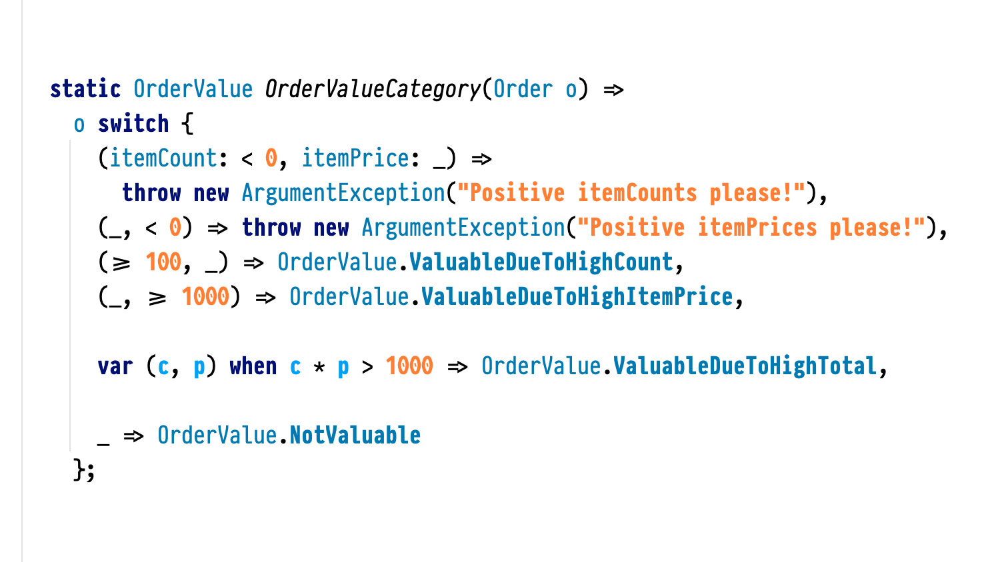 static OrderValue OrderValueCategory(Order o) =>
  o switch {
    (itemCount: < 0, itemPrice: _) =>
      throw new ArgumentException("Positive itemCounts please!"),
    (_, < 0) => throw new ArgumentException("Positive itemPrices please!"),
    (>= 100, _) => OrderValue.ValuableDueToHighCount,
    (_, >= 1000) => OrderValue.ValuableDueToHighItemPrice,
    var (c, p) when c * p > 1000 => OrderValue.ValuableDueToHighTotal,
    _ => OrderValue.NotValuable
  };